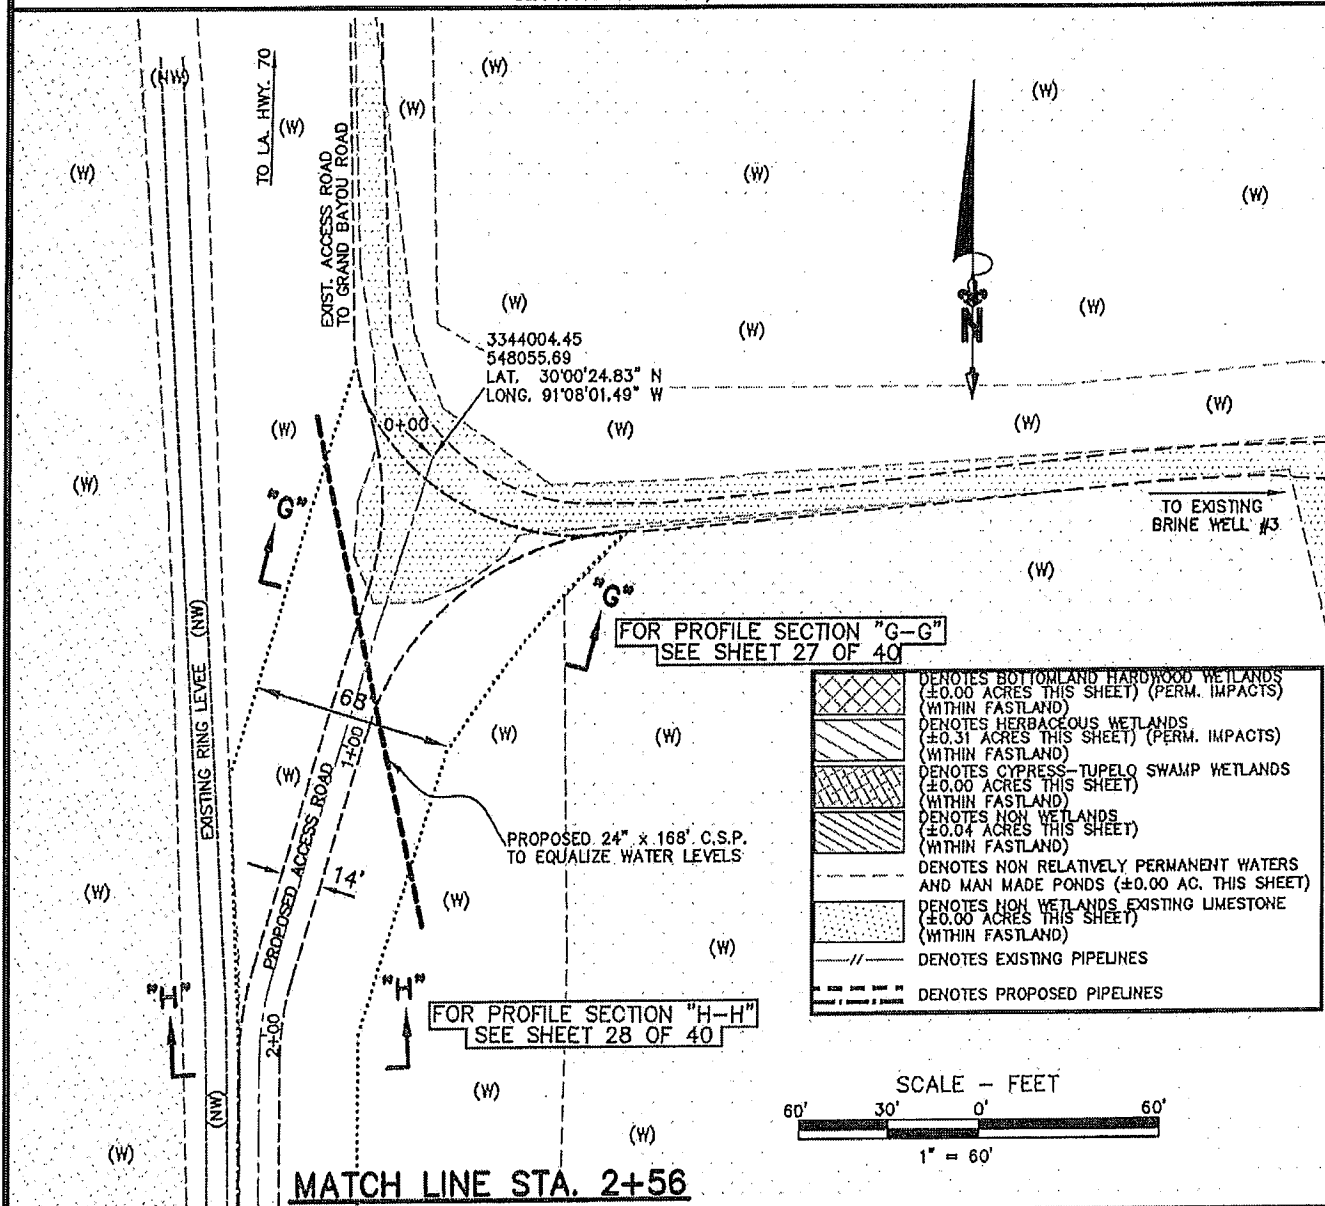 (NW)
(W)
(W)
(W)
(W)
TO LA. HWY. 70
(W)
(W)
(W)
EXIST. ACCESS ROAD
TO GRAND BAYOU ROAD
(W)
(W)
(W)
N
3344004.45
548055.69
LAT. 30°00'24.83" N
LONG. 91°08'01.49" W
0+00
(W)
(W)
(W)
(W)
(W)
"G"
TO EXISTING
BRINE WELL #3
(W)
"G"
FOR PROFILE SECTION "G-G"
SEE SHEET 27 OF 40
EXISTING RING LEVEE (NW)
68'
1+00
(W)
(W)
(W)
PROPOSED ACCESS ROAD
PROPOSED 24" x 168' C.S.P.
TO EQUALIZE WATER LEVELS
14'
(W)
(W)
(W)
DENOTES BOTTOMLAND HARDWOOD WETLANDS
(±0.00 ACRES THIS SHEET) (PERM. IMPACTS)
(WITHIN FASTLAND)
DENOTES HERBACEOUS WETLANDS
(±0.31 ACRES THIS SHEET) (PERM. IMPACTS)
(WITHIN FASTLAND)
DENOTES CYPRESS-TUPELO SWAMP WETLANDS
(±0.00 ACRES THIS SHEET)
(WITHIN FASTLAND)
DENOTES NON WETLANDS
(±0.04 ACRES THIS SHEET)
(WITHIN FASTLAND)
DENOTES NON RELATIVELY PERMANENT WATERS
AND MAN MADE PONDS (±0.00 AC. THIS SHEET)
DENOTES NON WETLANDS EXISTING LIMESTONE
(±0.00 ACRES THIS SHEET)
(WITHIN FASTLAND)
DENOTES EXISTING PIPELINES
DENOTES PROPOSED PIPELINES
"H"
"H"
FOR PROFILE SECTION "H-H"
SEE SHEET 28 OF 40
2+00
(NW)
(W)
(W)
(W)
SCALE - FEET
60' 30' 0' 60'
1" = 60'
MATCH LINE STA. 2+56